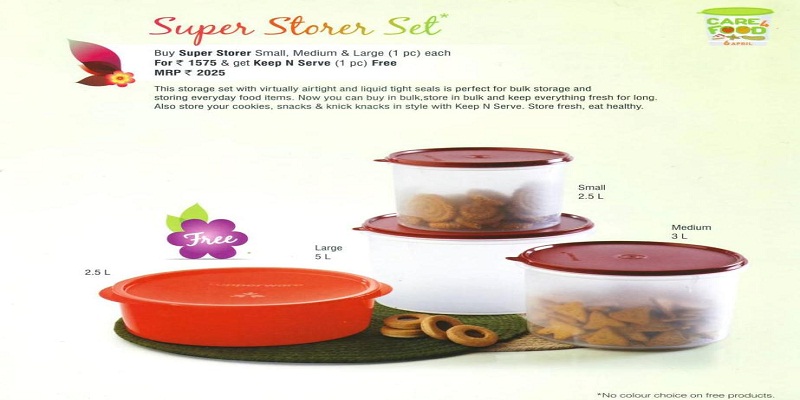 Super Storer Set*
CARE 4
FOOD
APRIL
Buy Super Storer Small, Medium & Large (1 pc) each
For ₹ 1575 & get Keep N Serve (1 pc) Free
MRP ₹ 2025
This storage set with virtually airtight and liquid tight seals is perfect for bulk storage and
storing everyday food items. Now you can buy in bulk,store in bulk and keep everything fresh for long.
Also store your cookies, snacks & knick knacks in style with Keep N Serve. Store fresh, eat healthy.
Small
2.5 L
Medium
3 L
Free
Large
5 L
2.5 L
Tupperware
*No colour choice on free products.